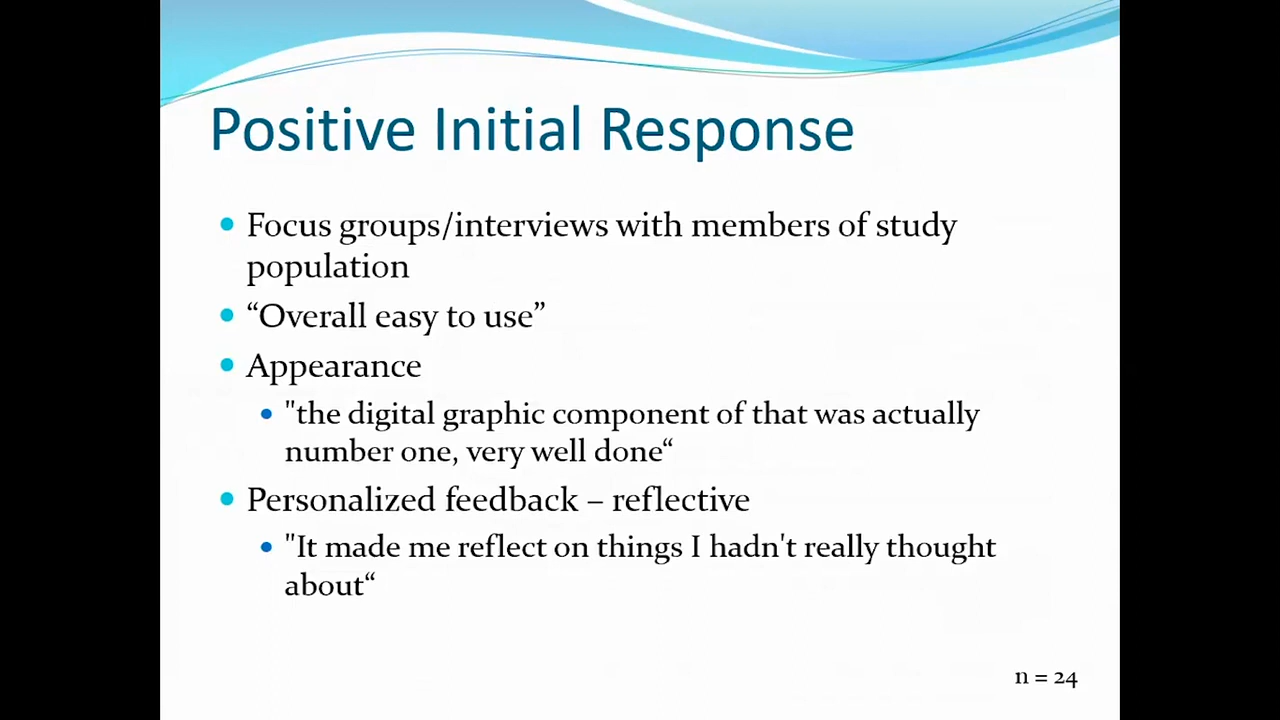 Positive Initial Response
Focus groups/interviews with members of study
population
“Overall easy to use”
Appearance
"the digital graphic component of that was actually
number one, very well done“
Personalized feedback – reflective
"It made me reflect on things I hadn't really thought
about“
n = 24